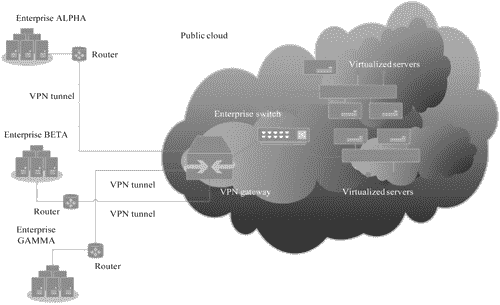 Enterprise ALPHA
Public cloud
Router
Virtualized servers
VPN tunnel
Enterprise switch
Enterprise BETA
VPN tunnel
VPN gateway
Virtualized servers
Router
VPN tunnel
Enterprise
GAMMA
Router